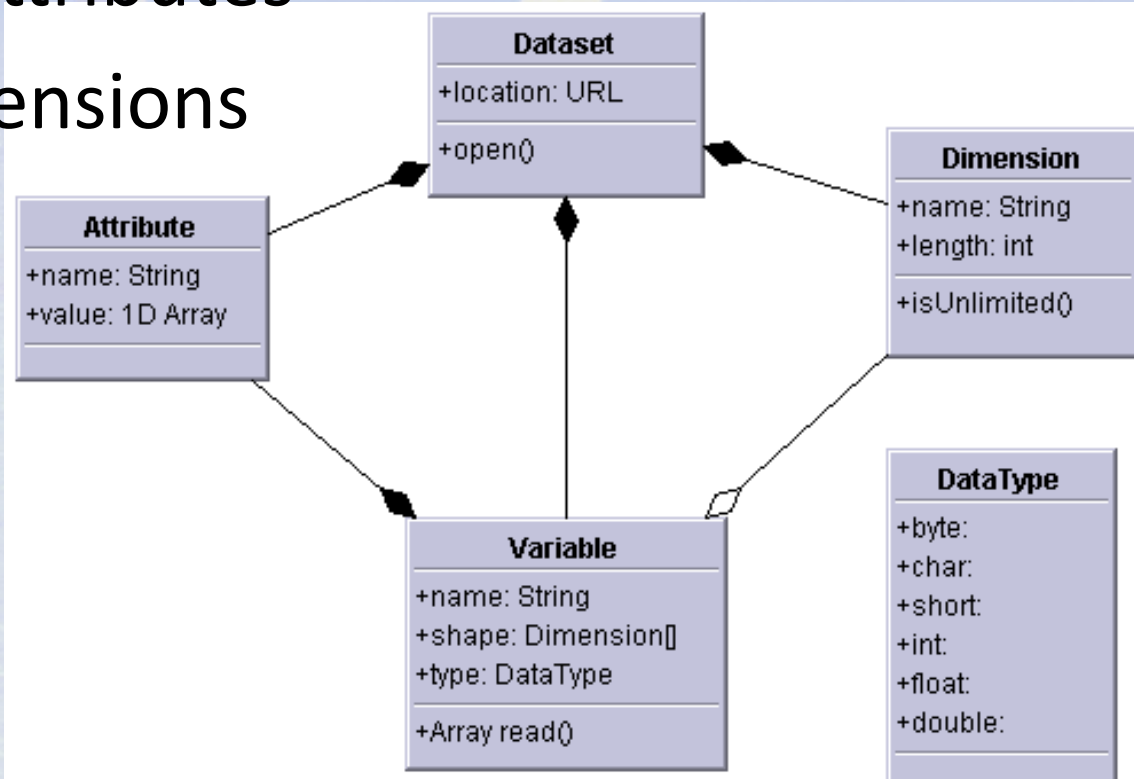 ensions
Dataset
+location: URL
+open()
Attribute
+name: String
+value: 1D Array
Dimension
+name: String
+length: int
+isUnlimited()
Variable
+name: String
+shape: Dimension[]
+type: DataType
+Array read()
DataType
+byte:
+char:
+short:
+int:
+float:
+double: